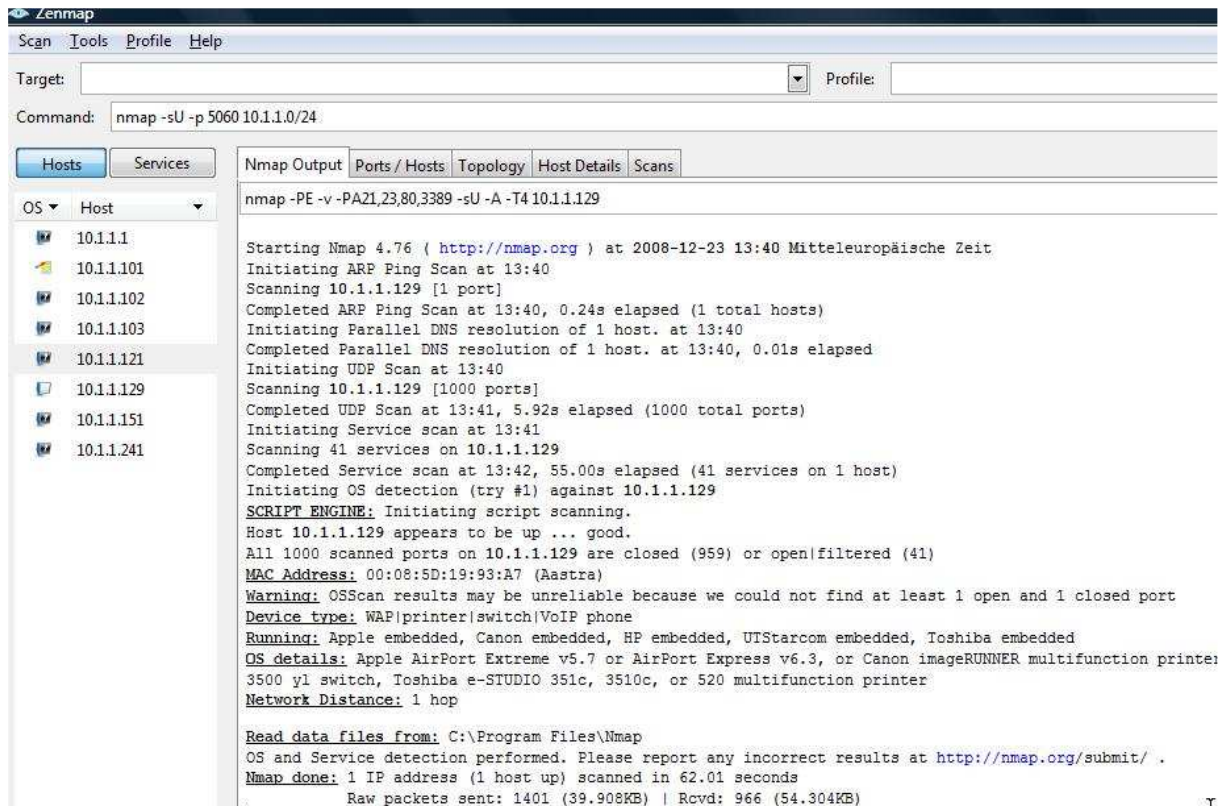 Zenmap
Scan Tools Profile Help
Target: Profile:
Command: nmap -sU -p 5060 10.1.1.0/24
Hosts Services
Nmap Output Ports / Hosts Topology Host Details Scans
OS Host
nmap -PE -v -PA21,23,80,3389 -sU -A -T4 10.1.1.129
10.1.1.1
10.1.1.101
10.1.1.102
10.1.1.103
10.1.1.121
10.1.1.129
10.1.1.151
10.1.1.241
Starting Nmap 4.76 ( http://nmap.org ) at 2008-12-23 13:40 Mitteleuropäische Zeit
Initiating ARP Ping Scan at 13:40
Scanning 10.1.1.129 [1 port]
Completed ARP Ping Scan at 13:40, 0.24s elapsed (1 total hosts)
Initiating Parallel DNS resolution of 1 host. at 13:40
Completed Parallel DNS resolution of 1 host. at 13:40, 0.01s elapsed
Initiating UDP Scan at 13:40
Scanning 10.1.1.129 [1000 ports]
Completed UDP Scan at 13:41, 5.92s elapsed (1000 total ports)
Initiating Service scan at 13:41
Scanning 41 services on 10.1.1.129
Completed Service scan at 13:42, 55.00s elapsed (41 services on 1 host)
Initiating OS detection (try #1) against 10.1.1.129
SCRIPT ENGINE: Initiating script scanning.
Host 10.1.1.129 appears to be up ... good.
All 1000 scanned ports on 10.1.1.129 are closed (959) or open|filtered (41)
MAC Address: 00:08:5D:19:93:A7 (Aastra)
Warning: OSScan results may be unreliable because we could not find at least 1 open and 1 closed port
Device type: WAP|printer|switch|VoIP phone
Running: Apple embedded, Canon embedded, HP embedded, UTStarcom embedded, Toshiba embedded
OS details: Apple AirPort Extreme v5.7 or AirPort Express v6.3, or Canon imageRUNNER multifunction printer
3500 yl switch, Toshiba e-STUDIO 351c, 3510c, or 520 multifunction printer
Network Distance: 1 hop
Read data files from: C:\Program Files\Nmap
OS and Service detection performed. Please report any incorrect results at http://nmap.org/submit/ .
Nmap done: 1 IP address (1 host up) scanned in 62.01 seconds
Raw packets sent: 1401 (39.908KB) | Rcvd: 966 (54.304KB)